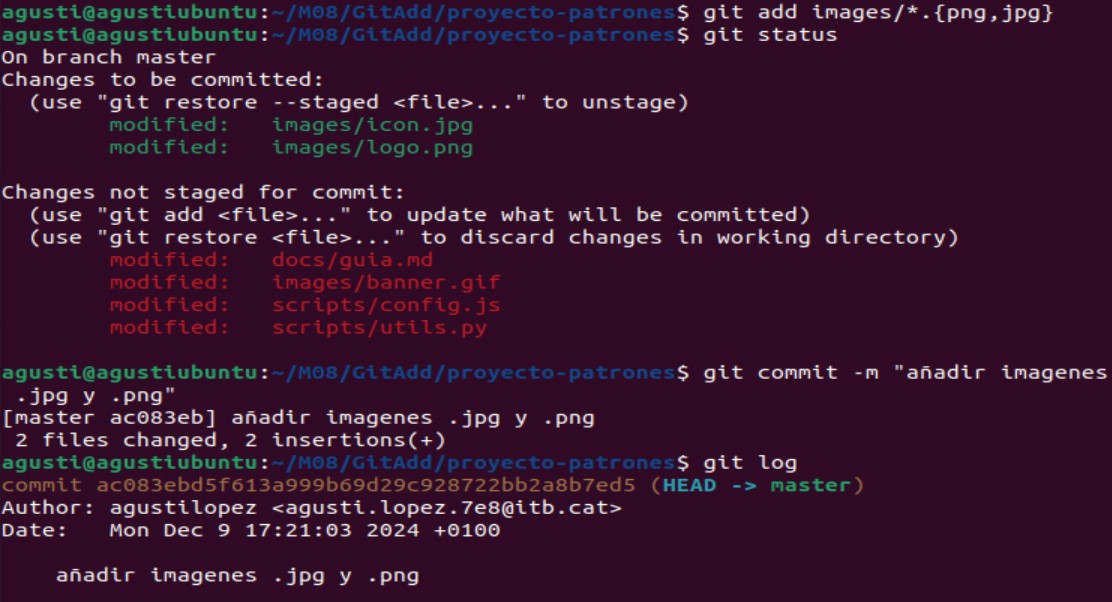 agusti@agustiubuntu:~/M08/GitAdd/proyecto-patrones$ git add images/*.{png,jpg}
agusti@agustiubuntu:~/M08/GitAdd/proyecto-patrones$ git status
On branch master
Changes to be committed:
  (use "git restore --staged <file>..." to unstage)
        modified:   images/icon.jpg
        modified:   images/logo.png

Changes not staged for commit:
  (use "git add <file>..." to update what will be committed)
  (use "git restore <file>..." to discard changes in working directory)
        modified:   docs/guia.md
        modified:   images/banner.gif
        modified:   scripts/config.js
        modified:   scripts/utils.py

agusti@agustiubuntu:~/M08/GitAdd/proyecto-patrones$ git commit -m "añadir imagenes
 .jpg y .png"
[master ac083eb] añadir imagenes .jpg y .png
 2 files changed, 2 insertions(+)
agusti@agustiubuntu:~/M08/GitAdd/proyecto-patrones$ git log
commit ac083ebd5f613a999b69d29c928722bb2a8b7ed5 (HEAD -> master)
Author: agustilopez <agusti.lopez.7e8@itb.cat>
Date:   Mon Dec 9 17:21:03 2024 +0100

    añadir imagenes .jpg y .png